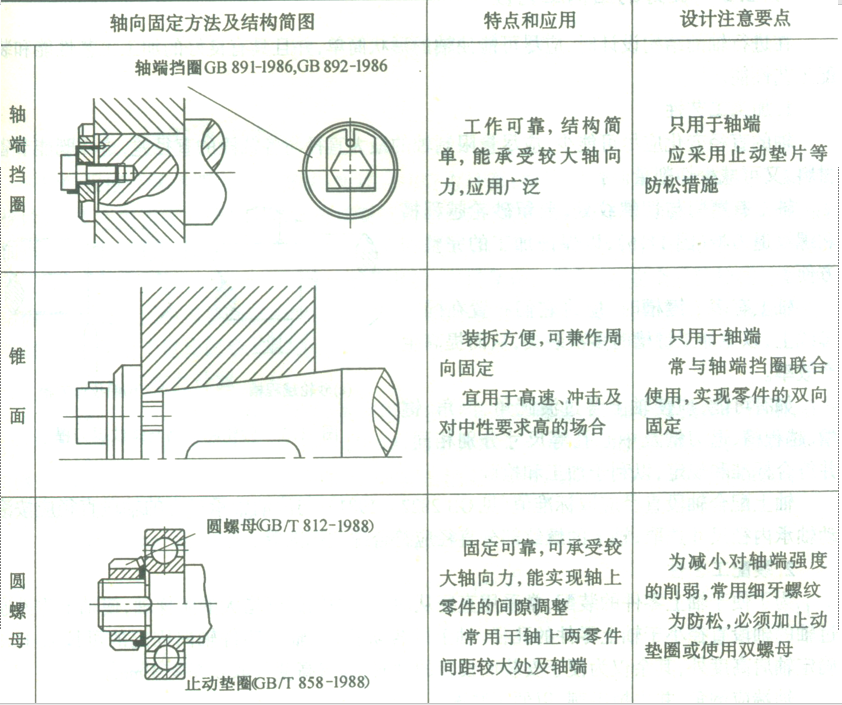 轴向固定方法及结构简图
特点和应用
设计注意要点
轴端挡圈
轴端挡圈GB 891-1986,GB 892-1986
工作可靠,结构简
单,能承受较大轴向
力,应用广泛
只用于轴端
应采用止动垫片等
防松措施
锥面
装拆方便,可兼作周
向固定
宜用于高速、冲击及
对中性要求高的场合
只用于轴端
常与轴端挡圈联合
使用,实现零件的双向
固定
圆螺母
圆螺母(GB/T 812-1988)
止动垫圈(GB/T 858-1988)
固定可靠,可承受较
大轴向力,能实现轴上
零件的间隙调整
常用于轴上两零件
间距较大处及轴端
为减小对轴端强度
的削弱,常用细牙螺纹
为防松,必须加止动
垫圈或使用双螺母